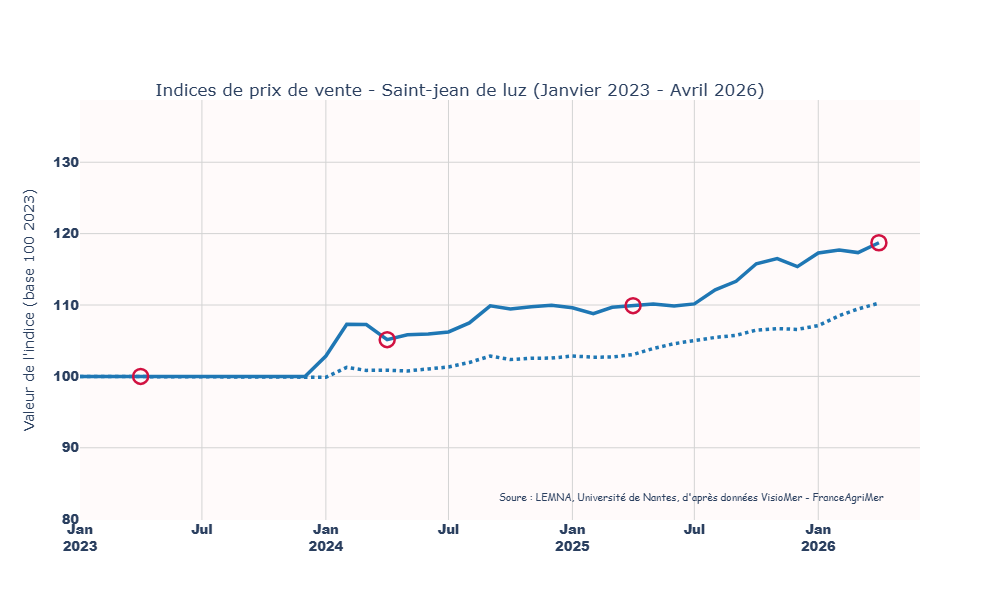 Indices de prix de vente - Saint-jean de luz (Janvier 2023 - Avril 2026)
Valeur de l'indice (base 100 2023)
130
120
110
100
90
80
Soure : LEMNA, Université de Nantes, d'après données VisioMer - FranceAgriMer
Jan Jul Jan Jul Jan Jul Jan
2023 2024 2025 2026